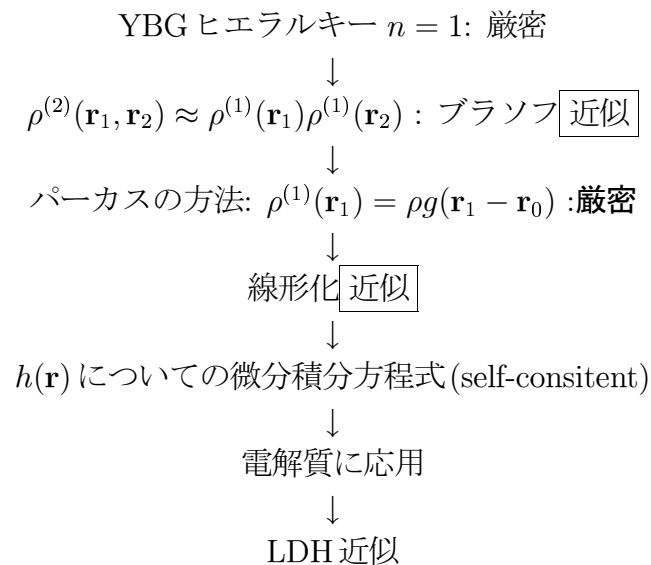 YBG ヒエラルキー n = 1: 厳密
↓
ρ^(2)(r₁, r₂) ≈ ρ^(1)(r₁)ρ^(1)(r₂) : ブラソフ 近似
↓
パーカスの方法: ρ^(1)(r₁) = ρg(r₁ − r₀) :厳密
↓
線形化 近似
↓
h(r) についての微分積分方程式 (self-consitent)
↓
電解質に応用
↓
LDH 近似